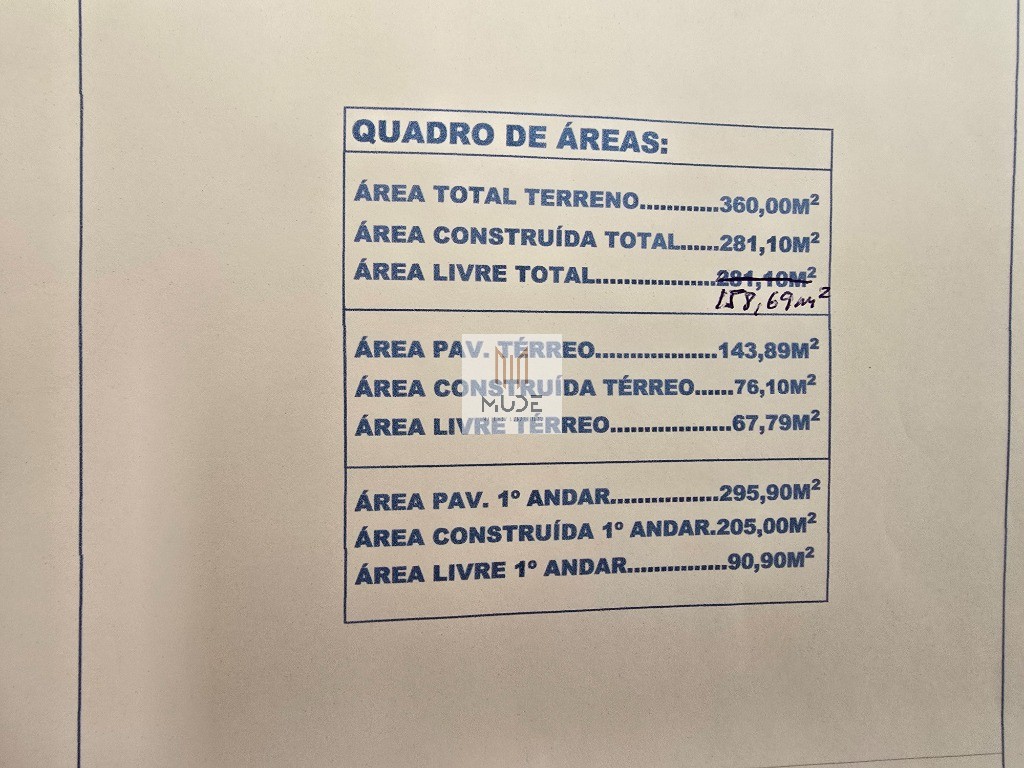 QUADRO DE ÁREAS:
ÁREA TOTAL TERRENO............360,00M²
ÁREA CONSTRUÍDA TOTAL......281,10M²
ÁREA LIVRE TOTAL...................281,10M²
158,69m²
ÁREA PAV. TÉRREO...................143,89M²
ÁREA CONSTRUÍDA TÉRREO......76,10M²
MUDE
ÁREA LIVRE TÉRREO...................67,79M²
ÁREA PAV. 1º ANDAR.................295,90M²
ÁREA CONSTRUÍDA 1º ANDAR.205,00M²
ÁREA LIVRE 1º ANDAR................90,90M²